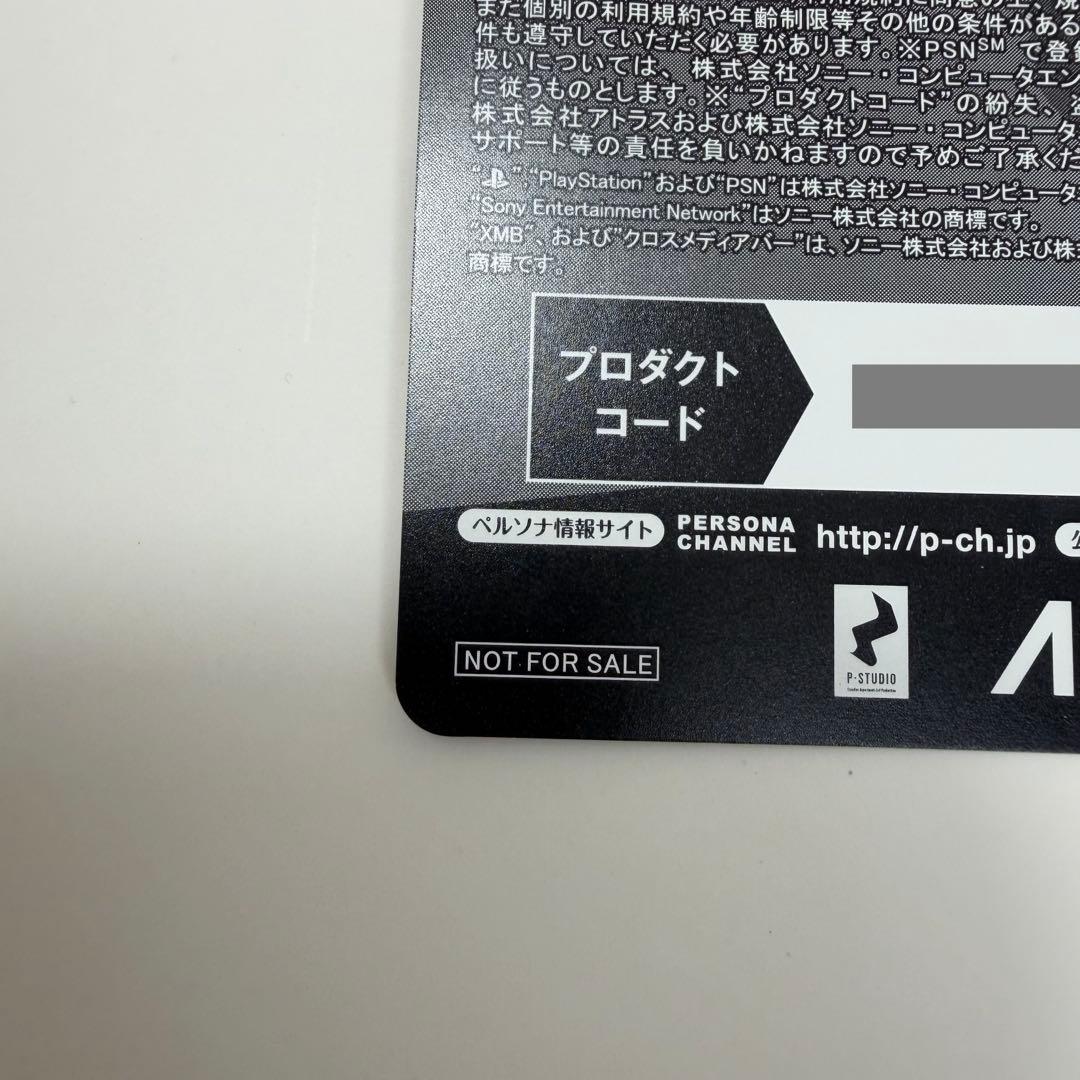 また個別の利用規約や年齢制限等その他の条件がある
件も遵守していただく必要があります。※PSN℠ で登
扱いについては、株式会社ソニー・コンピュータエン
に従うものとします。※“プロダクトコード”の紛失、
株式会社アトラスおよび株式会社ソニー・コンピュータ
サポート等の責任を負いかねますので予めご了承くだ
“ ”,“PlayStation”および“PSN”は株式会社ソニー・コンピュータ
“Sony Entertainment Network”はソニー株式会社の商標です。
“XMB”、および“クロスメディアバー”は、ソニー株式会社および株
商標です。
プロダクト
コード
ペルソナ情報サイト PERSONA CHANNEL http://p-ch.jp
NOT FOR SALE
P-STUDIO